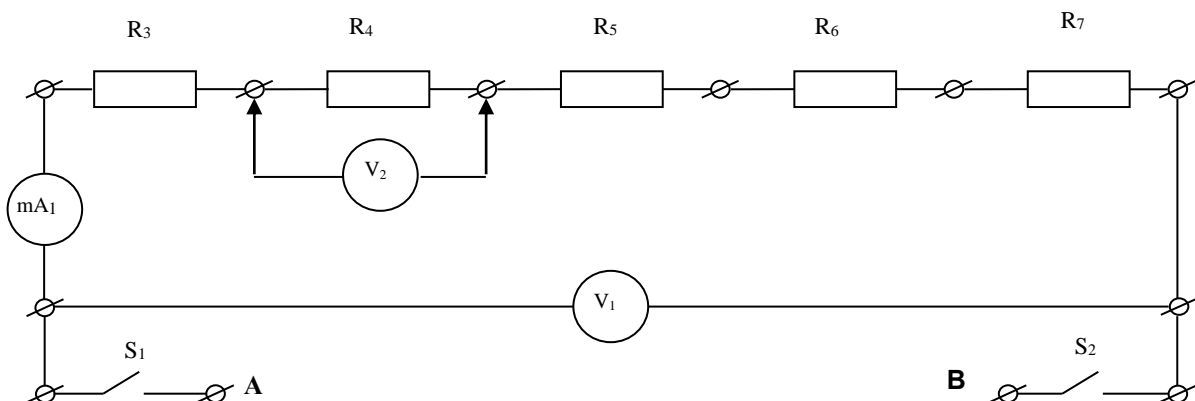 R₃ R₄ R₅ R₆ R₇
V₂
mA₁
V₁
S₁ A B S₂